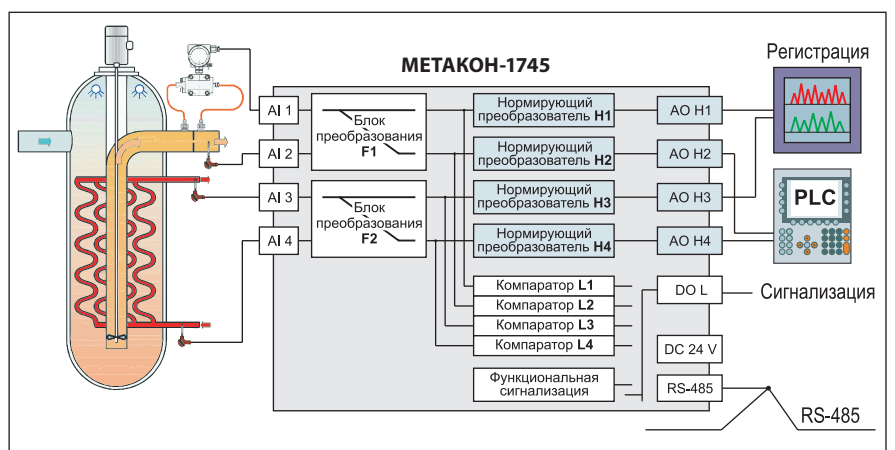 МЕТАКОН-1745
Регистрация
AI 1
AI 2
AI 3
AI 4
Блок
преобразования
F1
Блок
преобразования
F2
Нормирующий
преобразователь H1
Нормирующий
преобразователь H2
Нормирующий
преобразователь H3
Нормирующий
преобразователь H4
AO H1
AO H2
AO H3
AO H4
PLC
Компаратор L1
Компаратор L2
Компаратор L3
Компаратор L4
Функциональная
сигнализация
DO L
Сигнализация
DC 24 V
RS-485
RS-485